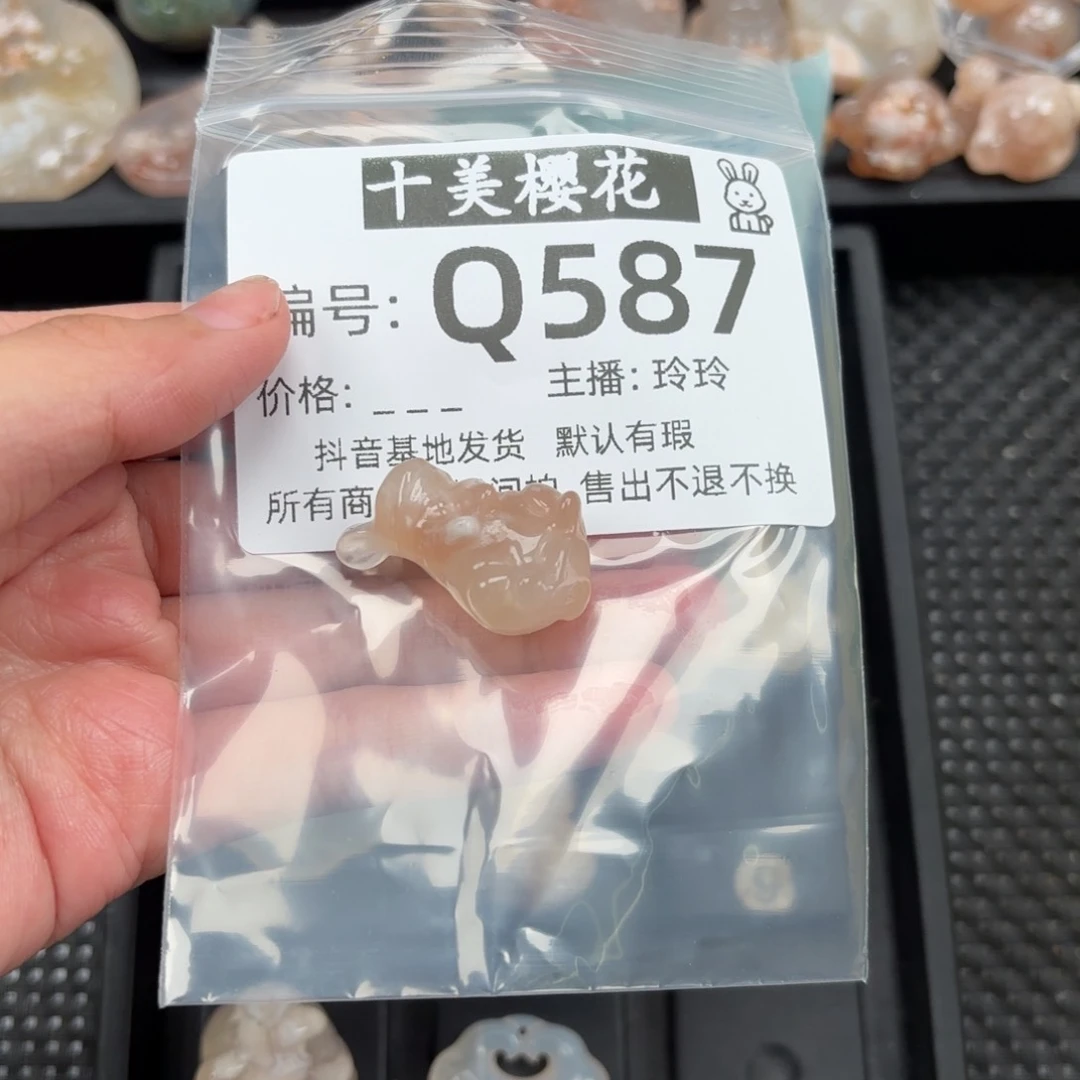 十美樱花
编号：Q587
价格：_ _ _ 主播：玲玲
抖音基地发货 默认有瑕
所有商 售出不退不换